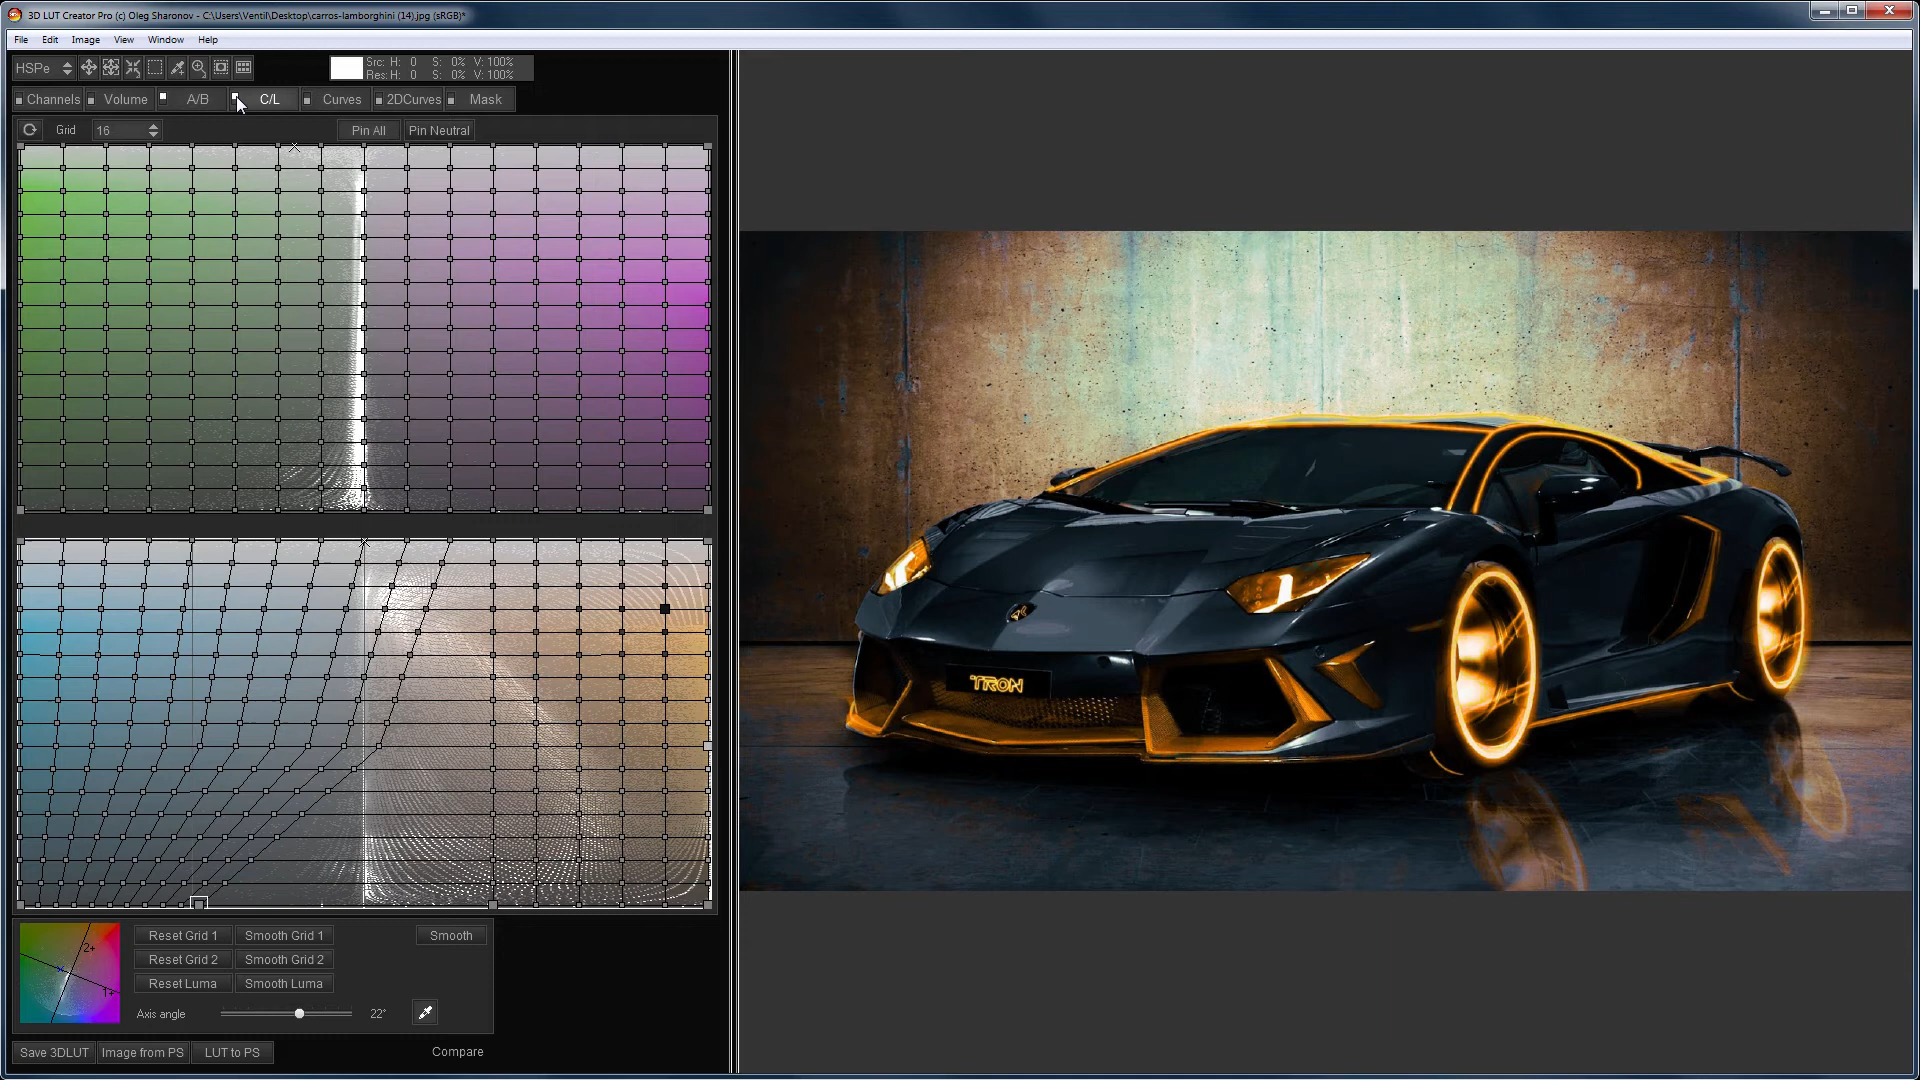 3D LUT Creator Pro (c) Oleg Sharonov - C:\Users\Ventil\Desktop\carros-lamborghini (14).jpg (sRGB)*
File Edit Image View Window Help
HSPe
Src: H: 0 S: 0% V: 100%
Res: H: 0 S: 0% V: 100%
Channels Volume A/B C/L Curves 2DCurves Mask
Grid 16 Pin All Pin Neutral
TRON
2+
1+
Reset Grid 1 Smooth Grid 1 Smooth
Reset Grid 2 Smooth Grid 2
Reset Luma Smooth Luma
Axis angle 22°
Save 3DLUT Image from PS LUT to PS Compare